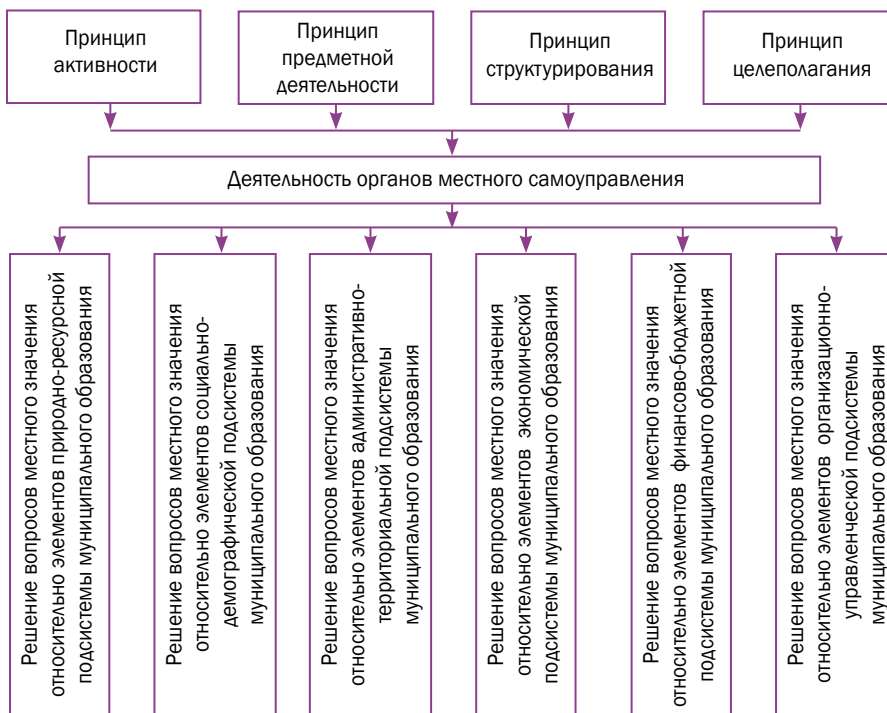 Принцип
активности
Принцип
предметной
деятельности
Принцип
структурирования
Принцип
целеполагания
Деятельность органов местного самоуправления
Решение вопросов местного значения
относительно элементов природно-ресурсной
подсистемы муниципального образования
Решение вопросов местного значения
относительно элементов социально-
демографической подсистемы
муниципального образования
Решение вопросов местного значения
относительно элементов административно-
территориальной подсистемы
муниципального образования
Решение вопросов местного значения
относительно элементов экономической
подсистемы муниципального образования
Решение вопросов местного значения
относительно элементов финансово-бюджетной
подсистемы муниципального образования
Решение вопросов местного значения
относительно элементов организационно-
управленческой подсистемы
муниципального образования